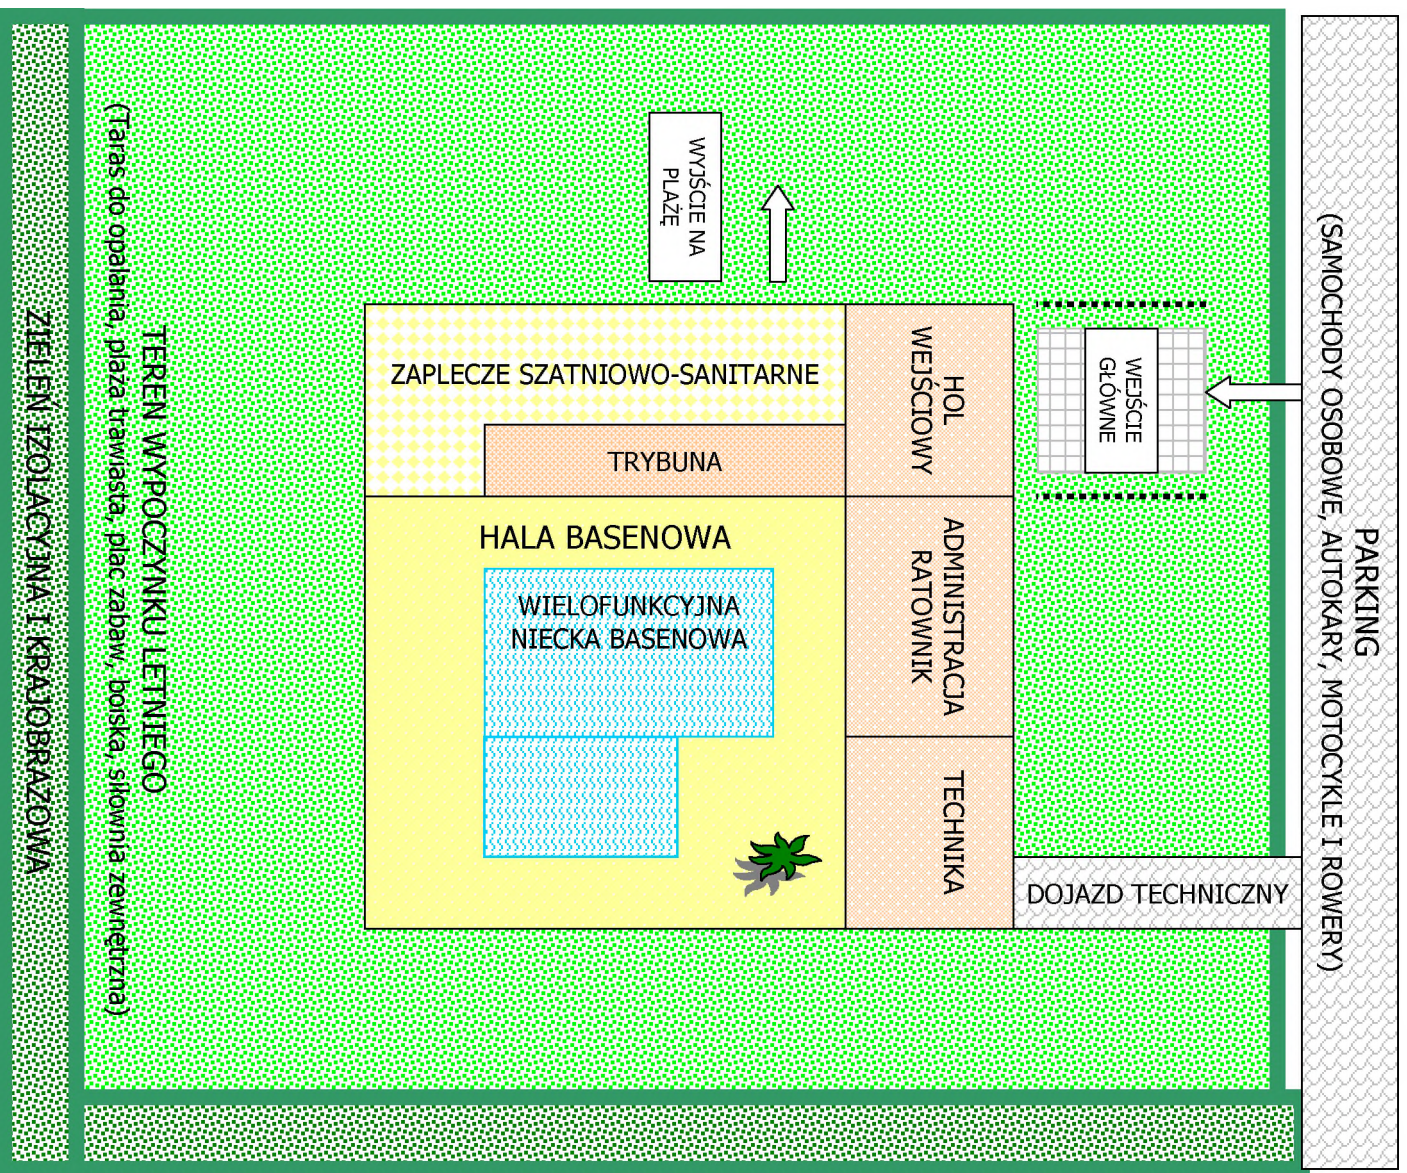 PARKING
(SAMOCHODY OSOBOWE, AUTOKARY, MOTOCYKLE I ROWERY)
WEJŚCIE
GŁÓWNE
WYJŚCIE NA
PLAŻĘ
HOL
WEJŚCIOWY
ZAPLECZE SZATNIOWO-SANITARNE
TRYBUNA
ADMINISTRACJA
RATOWNIK
HALA BASENOWA
WIELOFUNKCYJNA
NIECKA BASENOWA
TECHNIKA
DOJAZD TECHNICZNY
TEREN WYPOCZYNKU LETNIEGO
(Taras do opalania, plaża trawiasta, plac zabaw, boiska, siłownia zewnętrzna)
ZIELEŃ IZOLACYJNA I KRAJOBRAZOWA